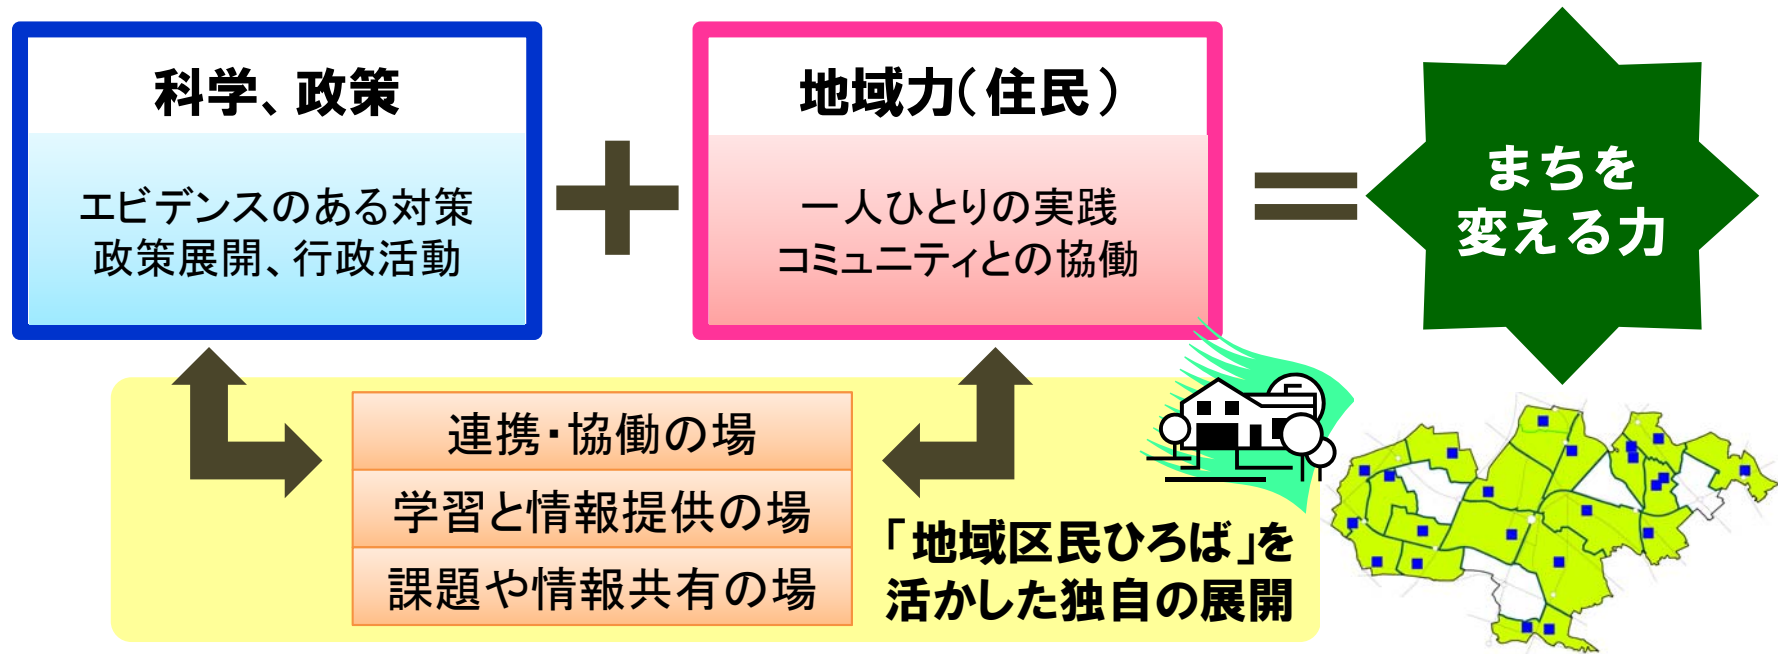 科学、政策
エビデンスのある対策
政策展開、行政活動
地域力(住民)
一人ひとりの実践
コミュニティとの協働
まちを
変える力
連携・協働の場
学習と情報提供の場
課題や情報共有の場
「地域区民ひろば」を
活かした独自の展開